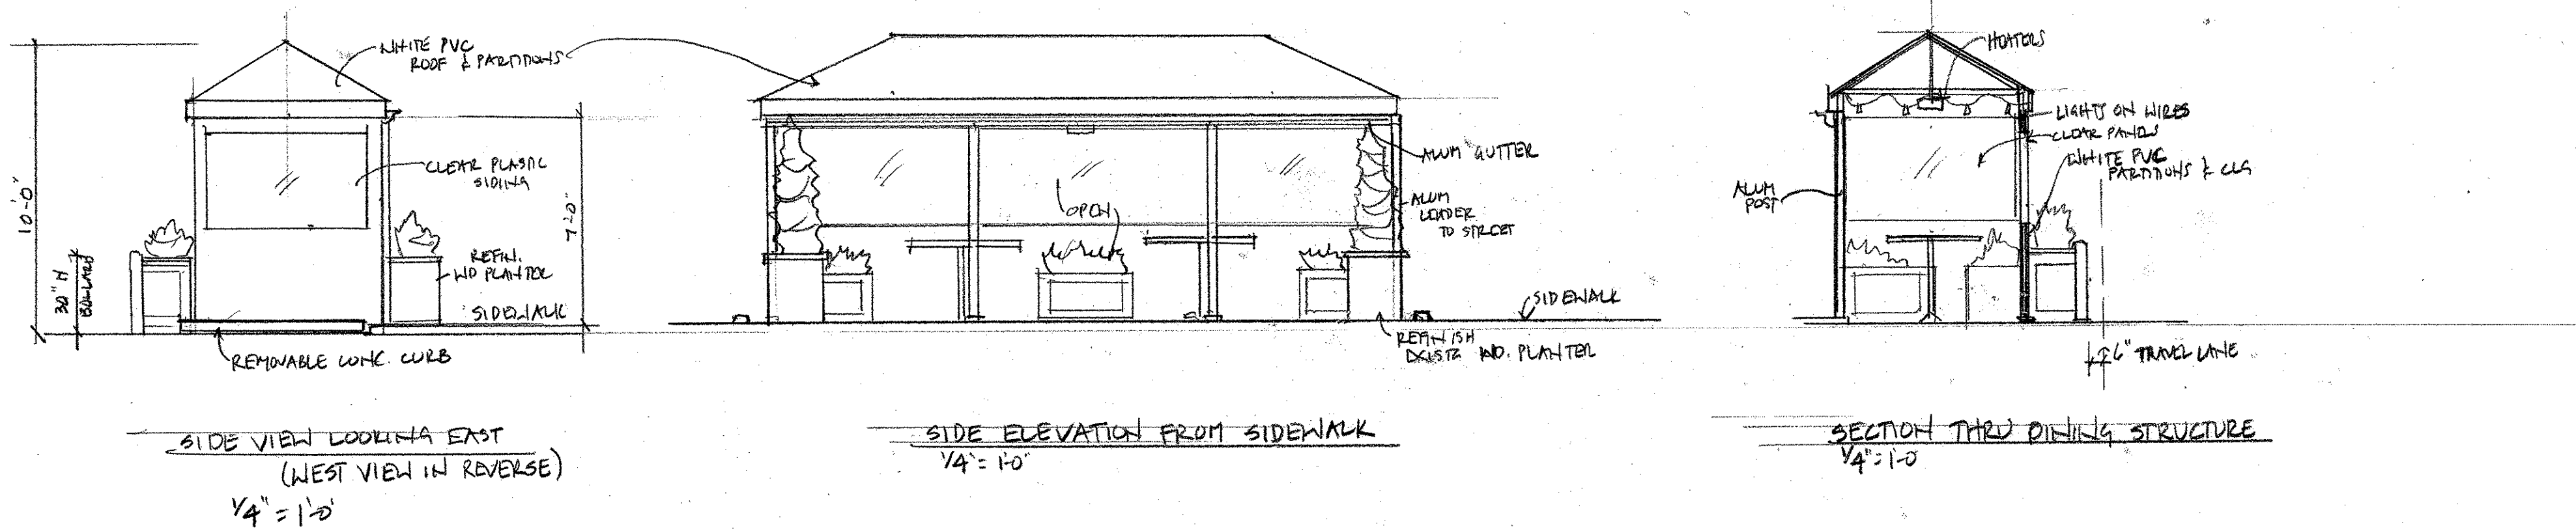 WHITE PVC
ROOF & PARTITIONS
10'-0"
CLEAR PLASTIC
SIDING
7'-0"
30" H
BOLLARD
REFIN.
WD PLANTER
SIDEWALK
REMOVABLE CONC. CURB
SIDE VIEW LOOKING EAST
(WEST VIEW IN REVERSE)
1/4" = 1'-0"
ALUM GUTTER
OPEN
ALUM
LEADER
TO STREET
SIDEWALK
REFINISH
EXIST'G WD. PLANTER
SIDE ELEVATION FROM SIDEWALK
1/4" = 1'-0"
HEATERS
LIGHTS ON WIRES
CLEAR PANELS
WHITE PVC
PARTITIONS & CLG
ALUM
POST
6" TRAVEL LANE
SECTION THRU DINING STRUCTURE
1/4" = 1'-0